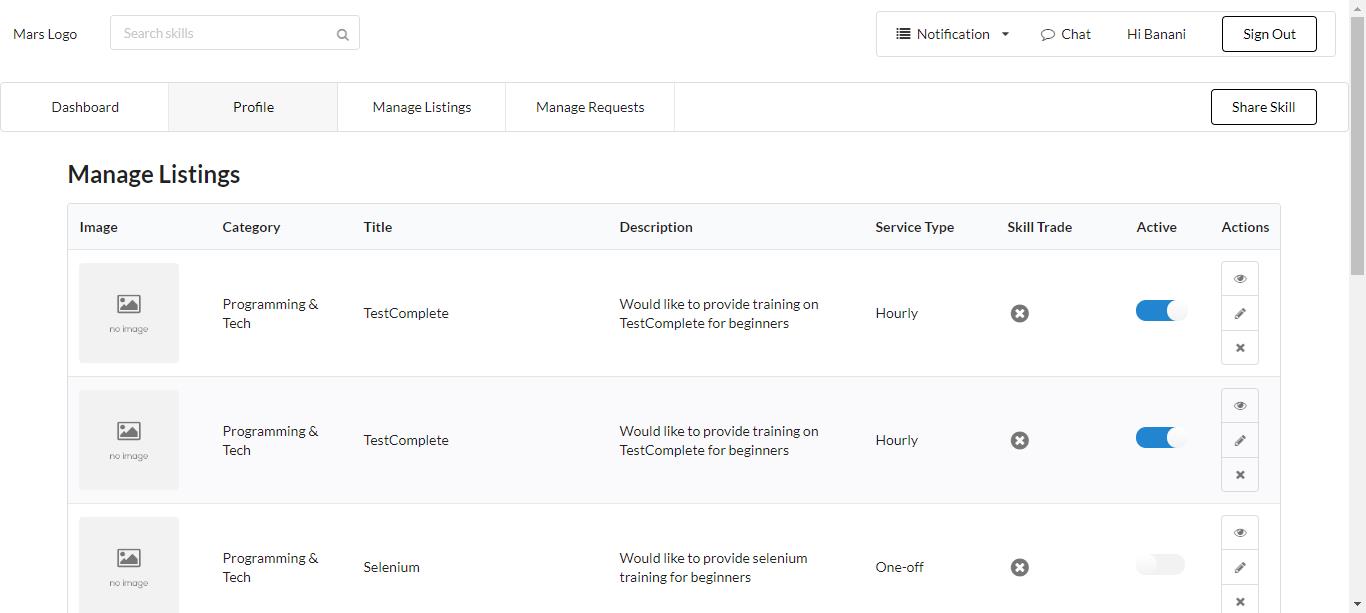 Mars Logo
Search skills
Notification
Chat
Hi Banani
Sign Out
Dashboard
Profile
Manage Listings
Manage Requests
Share Skill
Manage Listings
Image Category Title Description Service Type Skill Trade Active Actions
no image
Programming &
Tech
TestComplete
Would like to provide training on
TestComplete for beginners
Hourly
no image
Programming &
Tech
TestComplete
Would like to provide training on
TestComplete for beginners
Hourly
no image
Programming &
Tech
Selenium
Would like to provide selenium
training for beginners
One-off